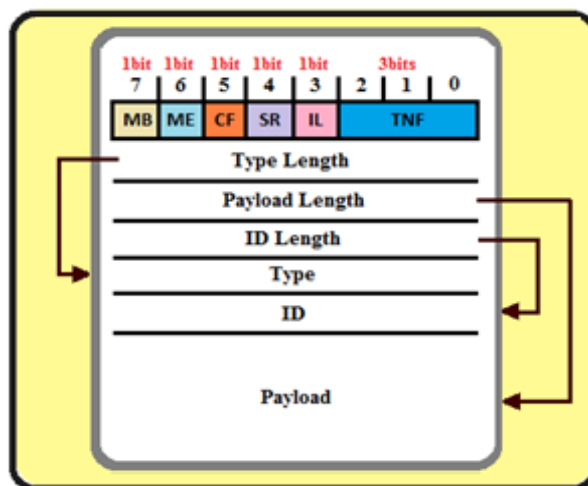 1bit 1bit 1bit 1bit 1bit 3bits
7 6 5 4 3 2 1 0
MB ME CF SR IL TNF
Type Length
Payload Length
ID Length
Type
ID
Payload